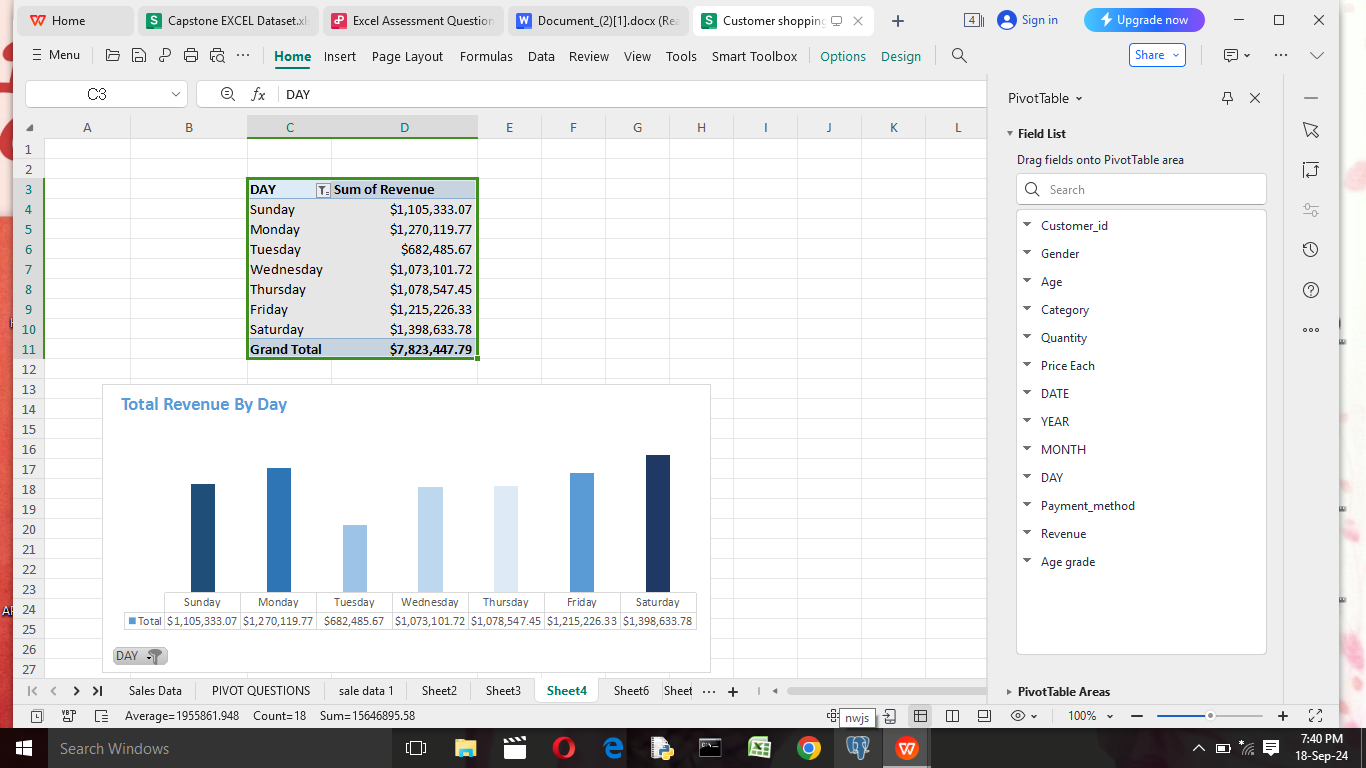 Home
Capstone EXCEL Dataset.xl
Excel Assessment Question
Document_(2)[1].docx (Rea
Customer shopping
4
Sign in
Upgrade now
Menu
Home Insert Page Layout Formulas Data Review View Tools Smart Toolbox Options Design
Share
C3
fx DAY
PivotTable
A B C D E F G H I J K L
Field List
Drag fields onto PivotTable area
Search
Customer_id
Gender
Age
Category
Quantity
Price Each
DATE
YEAR
MONTH
DAY
Payment_method
Revenue
Age grade
PivotTable Areas
1
2
3 DAY Sum of Revenue
4 Sunday $1,105,333.07
5 Monday $1,270,119.77
6 Tuesday $682,485.67
7 Wednesday $1,073,101.72
8 Thursday $1,078,547.45
9 Friday $1,215,226.33
10 Saturday $1,398,633.78
11 Grand Total $7,823,447.79
12
13
14
15
16
17
18
19
20
21
22
23
24
25
26
27
Total Revenue By Day
Sunday Monday Tuesday Wednesday Thursday Friday Saturday
Total $1,105,333.07 $1,270,119.77 $682,485.67 $1,073,101.72 $1,078,547.45 $1,215,226.33 $1,398,633.78
DAY
Sales Data PIVOT QUESTIONS sale data 1 Sheet2 Sheet3 Sheet4 Sheet6 Sheet
Average=1955861.948 Count=18 Sum=15646895.58
nwjs
100%
Search Windows
7:40 PM
18-Sep-24